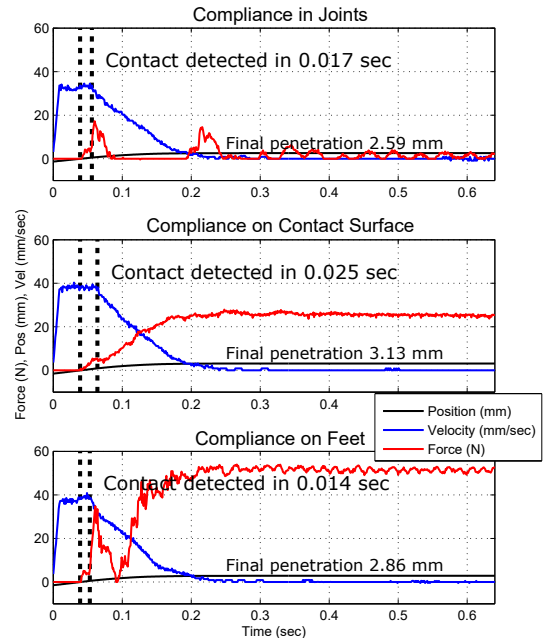 Compliance in Joints
60
40
20
0
Contact detected in 0.017 sec
Final penetration 2.59 mm
0 0.1 0.2 0.3 0.4 0.5 0.6
Compliance on Contact Surface
60
40
20
0
Contact detected in 0.025 sec
Final penetration 3.13 mm
0 0.1 0.2 0.3 0.4 0.5 0.6
Force (N), Pos (mm), Vel (mm/sec)
Position (mm)
Velocity (mm/sec)
Force (N)
Compliance on Feet
60
40
20
0
Contact detected in 0.014 sec
Final penetration 2.86 mm
0 0.1 0.2 0.3 0.4 0.5 0.6
Time (sec)